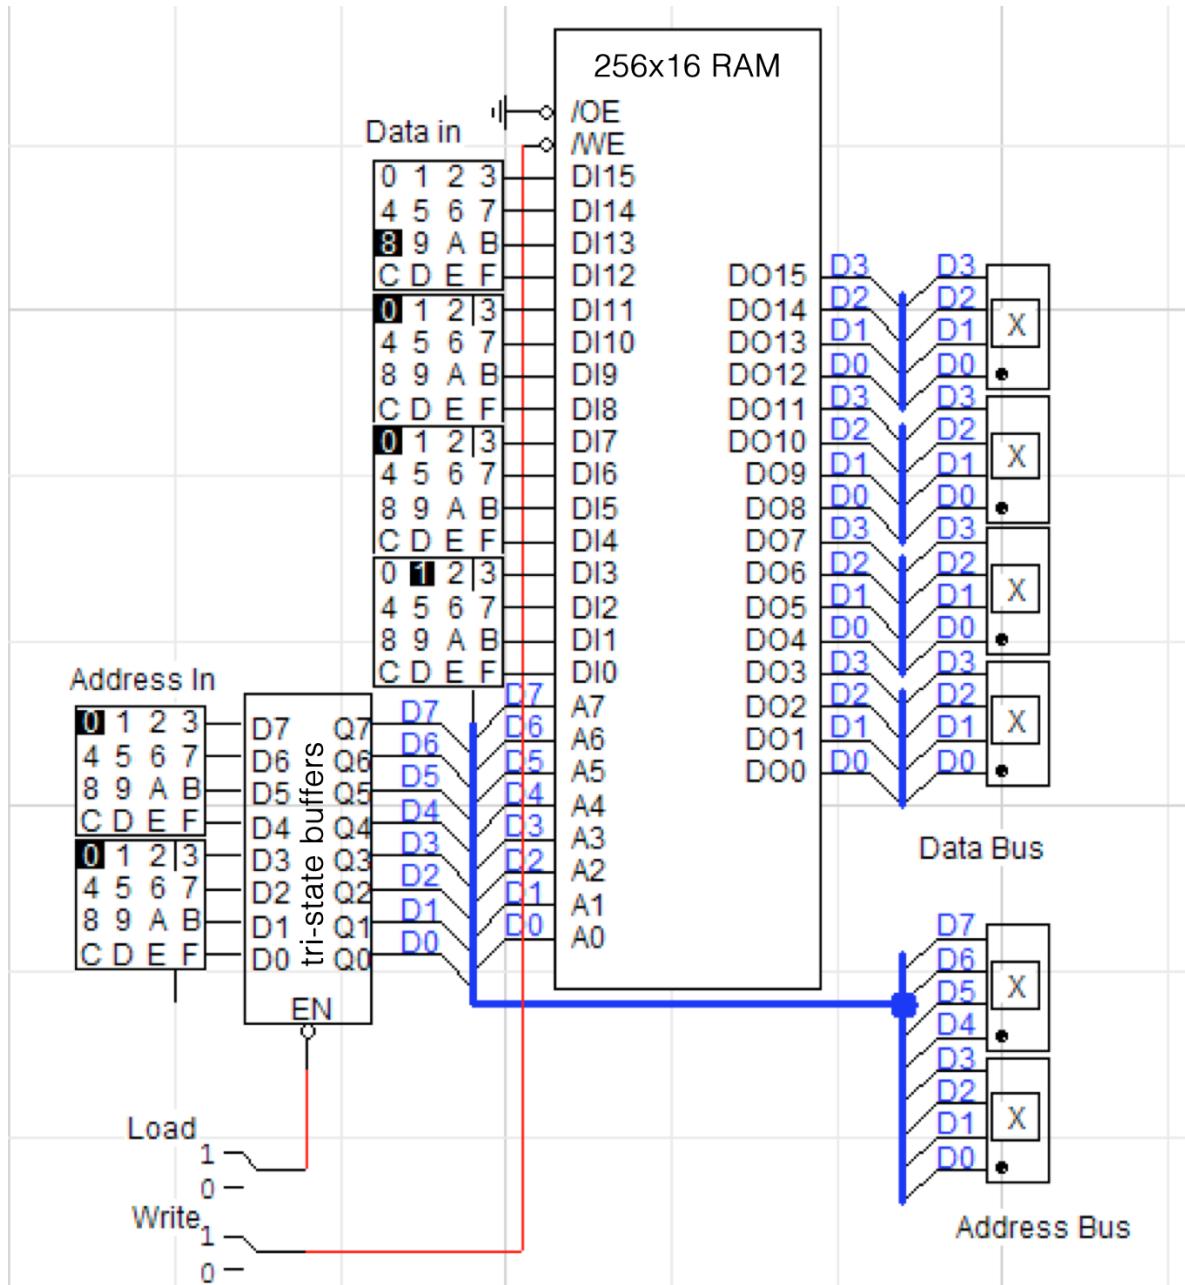 256x16 RAM
/OE
/WE
Data in
0 1 2 3
4 5 6 7
8 9 A B
C D E F
0 1 2 3
4 5 6 7
8 9 A B
C D E F
0 1 2 3
4 5 6 7
8 9 A B
C D E F
0 1 2 3
4 5 6 7
8 9 A B
C D E F
DI15
DI14
DI13
DI12
DI11
DI10
DI9
DI8
DI7
DI6
DI5
DI4
DI3
DI2
DI1
DI0
A7
A6
A5
A4
A3
A2
A1
A0
DO15
DO14
DO13
DO12
DO11
DO10
DO9
DO8
DO7
DO6
DO5
DO4
DO3
DO2
DO1
DO0
D3 D3
D2 D2
D1 D1
D0 D0
X
D3 D3
D2 D2
D1 D1
D0 D0
X
D3 D3
D2 D2
D1 D1
D0 D0
X
D3 D3
D2 D2
D1 D1
D0 D0
X
Data Bus
Address In
0 1 2 3
4 5 6 7
8 9 A B
C D E F
0 1 2 3
4 5 6 7
8 9 A B
C D E F
D7 Q7
D6 Q6
D5 Q5
D4 Q4
D3 Q3
D2 Q2
D1 Q1
D0 Q0
tri-state buffers
EN
D7 D7
D6 D6
D5 D5
D4 D4
D3 D3
D2 D2
D1 D1
D0 D0
D7
D6
D5
D4
X
D3
D2
D1
D0
X
Address Bus
Load
1
0
Write
1
0